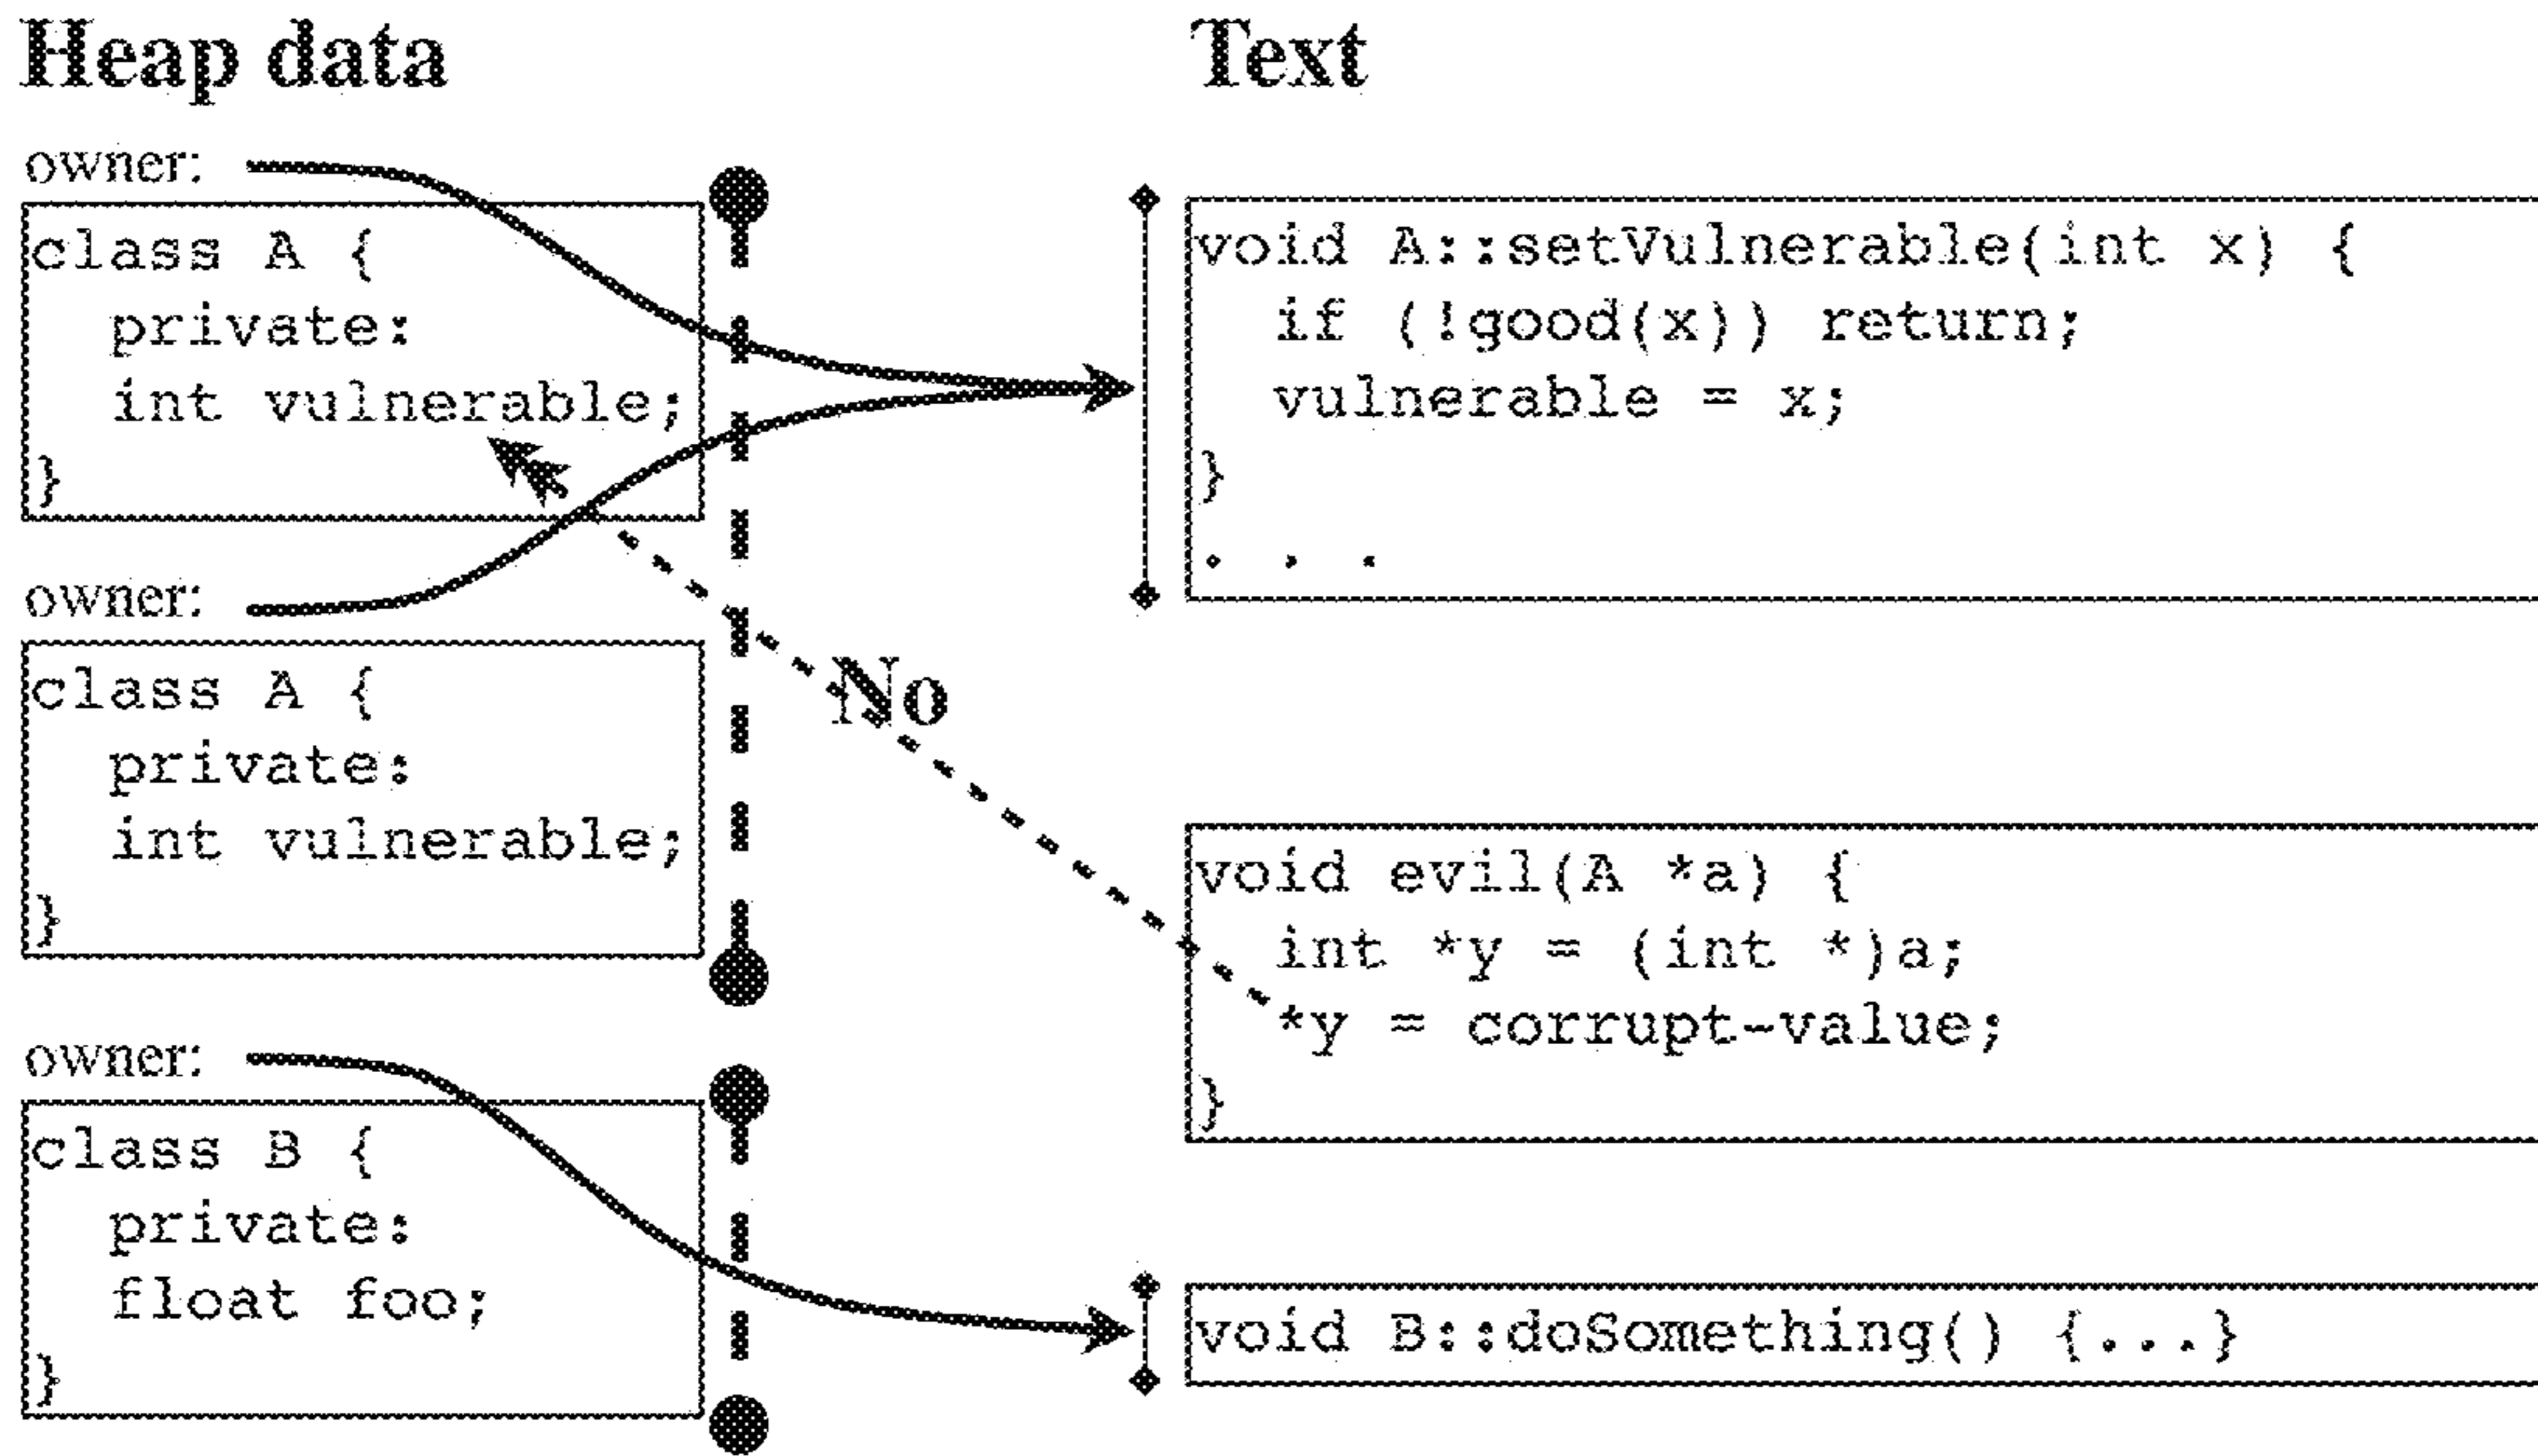 Heap data
owner:
class A {
  private:
  int vulnerable;
}
owner:
class A {
  private:
  int vulnerable;
}
owner:
class B {
  private:
  float foo;
}
No
Text
void A::setVulnerable(int x) {
  if (!good(x)) return;
  vulnerable = x;
}
. . .
void evil(A *a) {
  int *y = (int *)a;
  *y = corrupt-value;
}
void B::doSomething() {...}